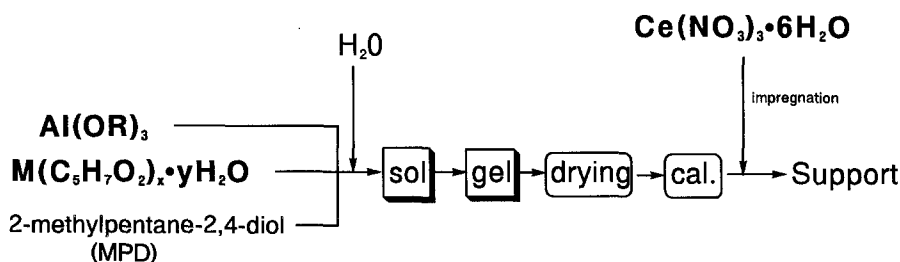 Ce(NO₃)₃•6H₂O
H₂0
impregnation
Al(OR)₃
M(C₅H₇O₂)ₓ•yH₂O
sol
gel
drying
cal.
Support
2-methylpentane-2,4-diol
(MPD)